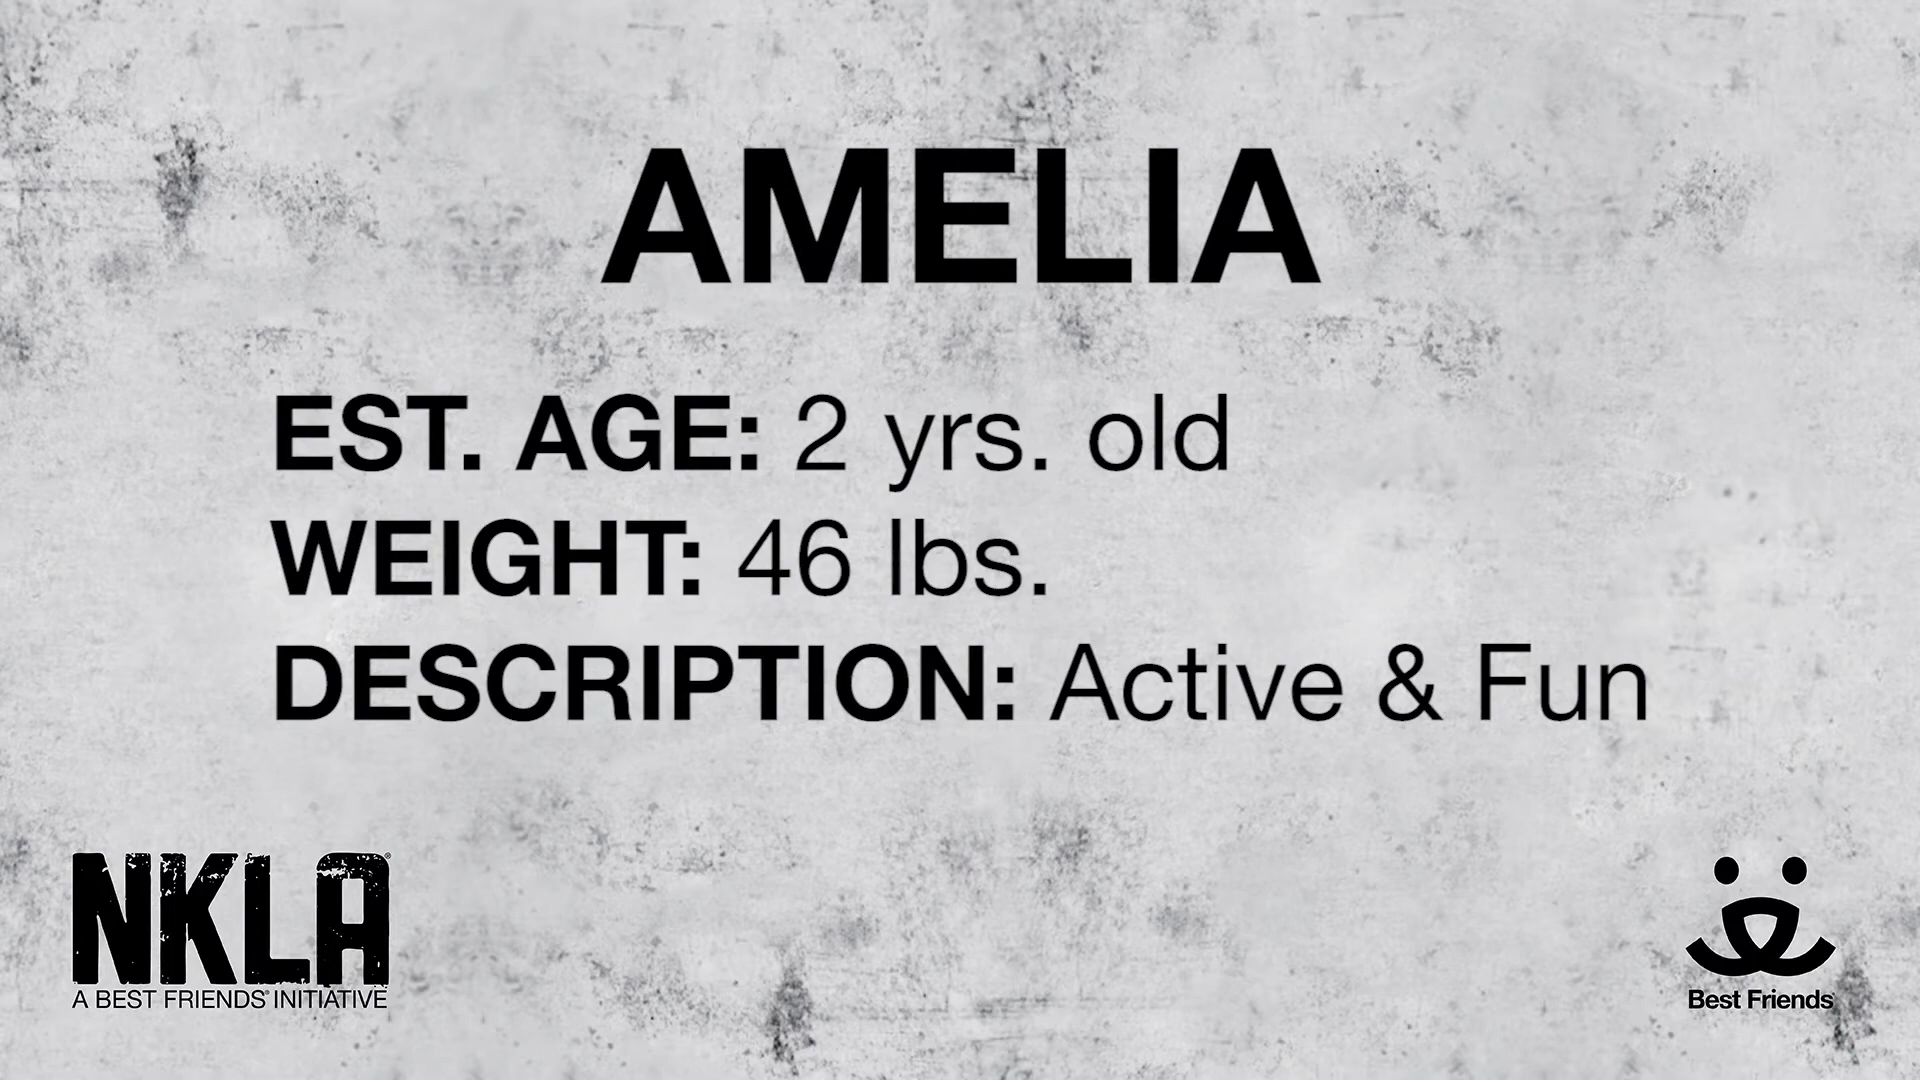 AMELIA
EST. AGE: 2 yrs. old
WEIGHT: 46 lbs.
DESCRIPTION: Active & Fun
NKLA®
A BEST FRIENDS® INITIATIVE
Best Friends